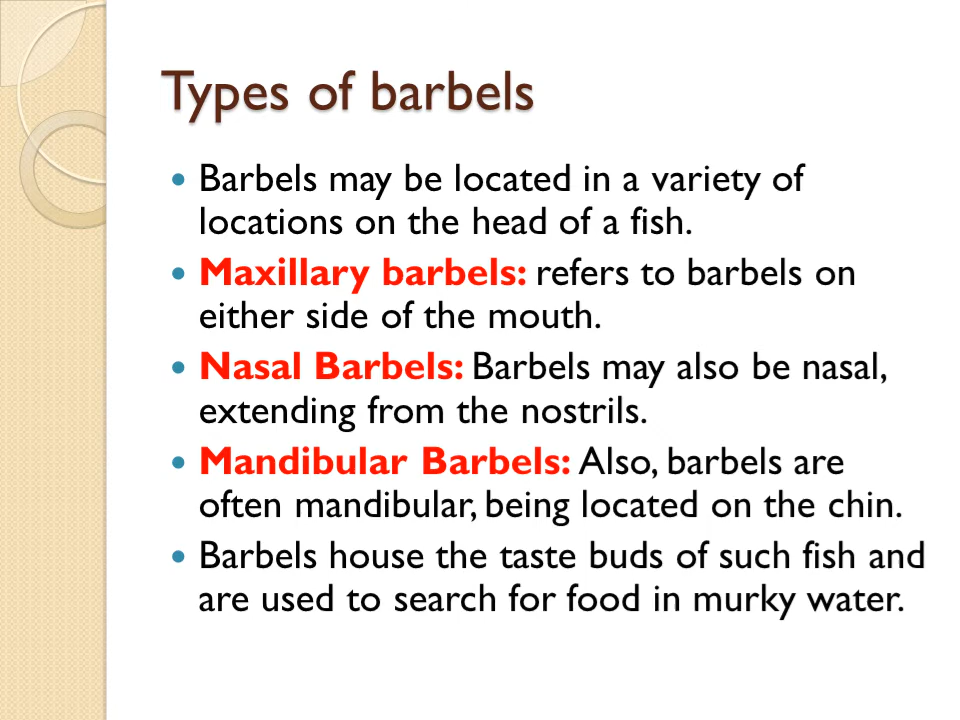 Types of barbels
• Barbels may be located in a variety of
locations on the head of a fish.
• Maxillary barbels: refers to barbels on
either side of the mouth.
• Nasal Barbels: Barbels may also be nasal,
extending from the nostrils.
• Mandibular Barbels: Also, barbels are
often mandibular, being located on the chin.
• Barbels house the taste buds of such fish and
are used to search for food in murky water.